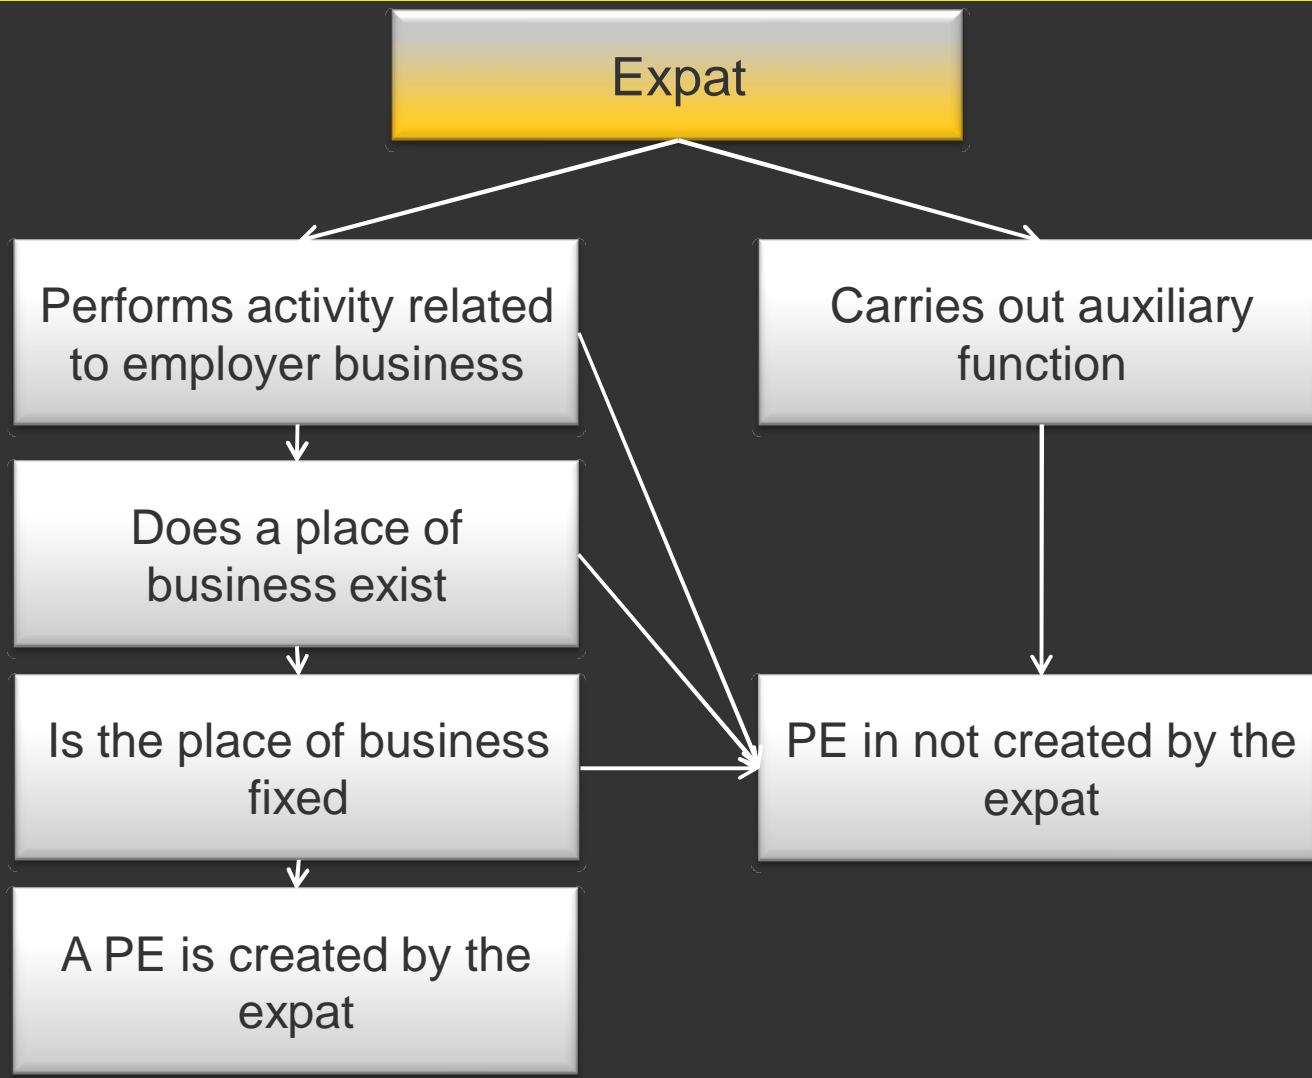 Expat
Performs activity related
to employer business
Carries out auxiliary
function
Does a place of
business exist
Is the place of business
fixed
PE in not created by the
expat
A PE is created by the
expat